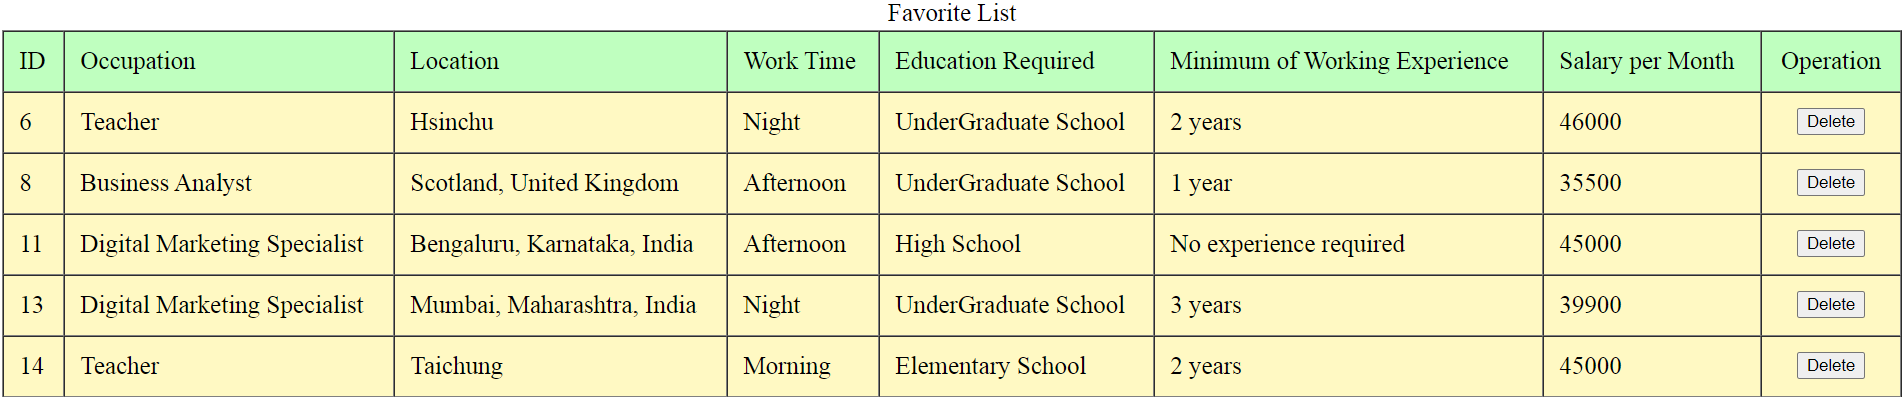 Favorite List
ID Occupation Location Work Time Education Required Minimum of Working Experience Salary per Month Operation
6 Teacher Hsinchu Night UnderGraduate School 2 years 46000 Delete
8 Business Analyst Scotland, United Kingdom Afternoon UnderGraduate School 1 year 35500 Delete
11 Digital Marketing Specialist Bengaluru, Karnataka, India Afternoon High School No experience required 45000 Delete
13 Digital Marketing Specialist Mumbai, Maharashtra, India Night UnderGraduate School 3 years 39900 Delete
14 Teacher Taichung Morning Elementary School 2 years 45000 Delete